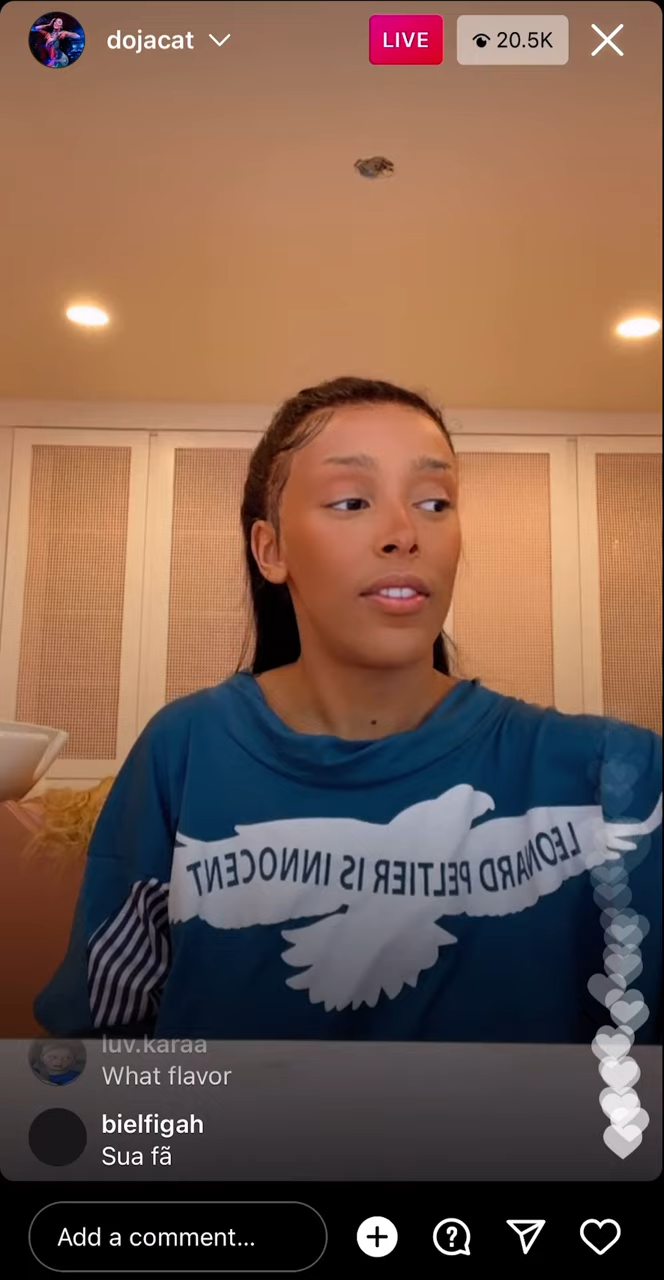 dojacat
LIVE
20.5K
LEONARD PELTIER IS INNOCENT
luv.karaa
What flavor
bielfigah
Sua fã
Add a comment...